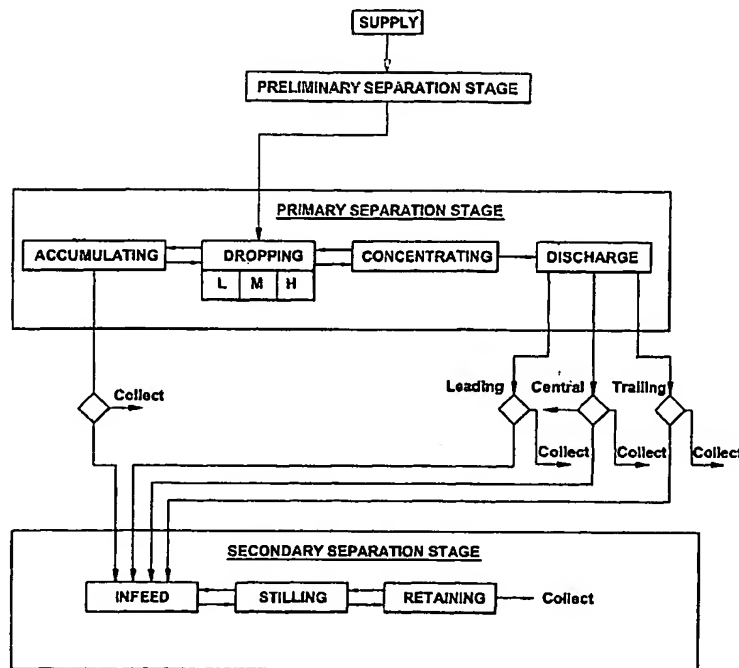 SUPPLY
PRELIMINARY SEPARATION STAGE
PRIMARY SEPARATION STAGE
ACCUMULATING DROPPING CONCENTRATING DISCHARGE
L M H
Leading Central Trailing
Collect
Collect Collect Collect
SECONDARY SEPARATION STAGE
INFEED STILLING RETAINING Collect